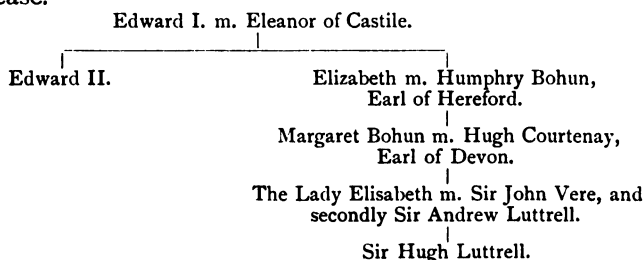 ease.
Edward I. m. Eleanor of Castile.
Edward II.
Elizabeth m. Humphry Bohun,
Earl of Hereford.
Margaret Bohun m. Hugh Courtenay,
Earl of Devon.
The Lady Elisabeth m. Sir John Vere, and
secondly Sir Andrew Luttrell.
Sir Hugh Luttrell.